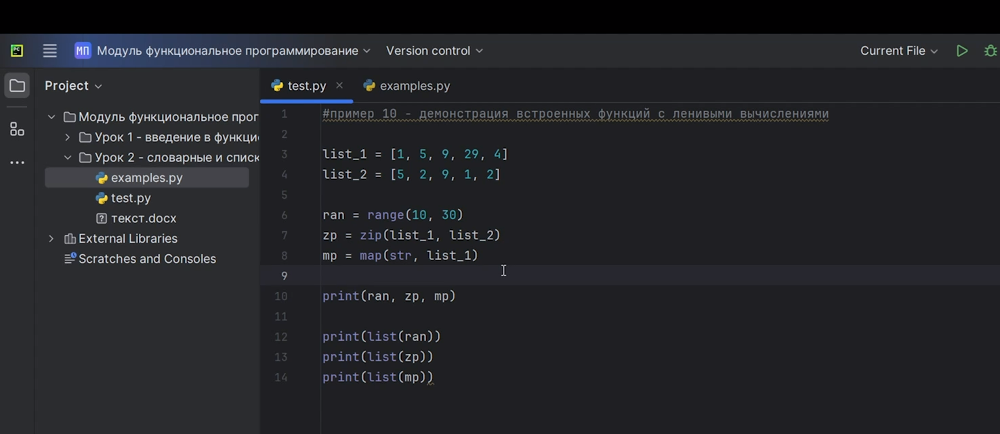 PC
МП Модуль функциональное программирование Version control Current File
Project
test.py
examples.py
Модуль функциональное прог
Урок 1 - введение в функци
Урок 2 - словарные и списк
examples.py
test.py
текст.docx
External Libraries
Scratches and Consoles
1 #пример 10 - демонстрация встроенных функций с ленивыми вычислениями
2
3 list_1 = [1, 5, 9, 29, 4]
4 list_2 = [5, 2, 9, 1, 2]
5
6 ran = range(10, 30)
7 zp = zip(list_1, list_2)
8 mp = map(str, list_1)
9
10 print(ran, zp, mp)
11
12 print(list(ran))
13 print(list(zp))
14 print(list(mp))